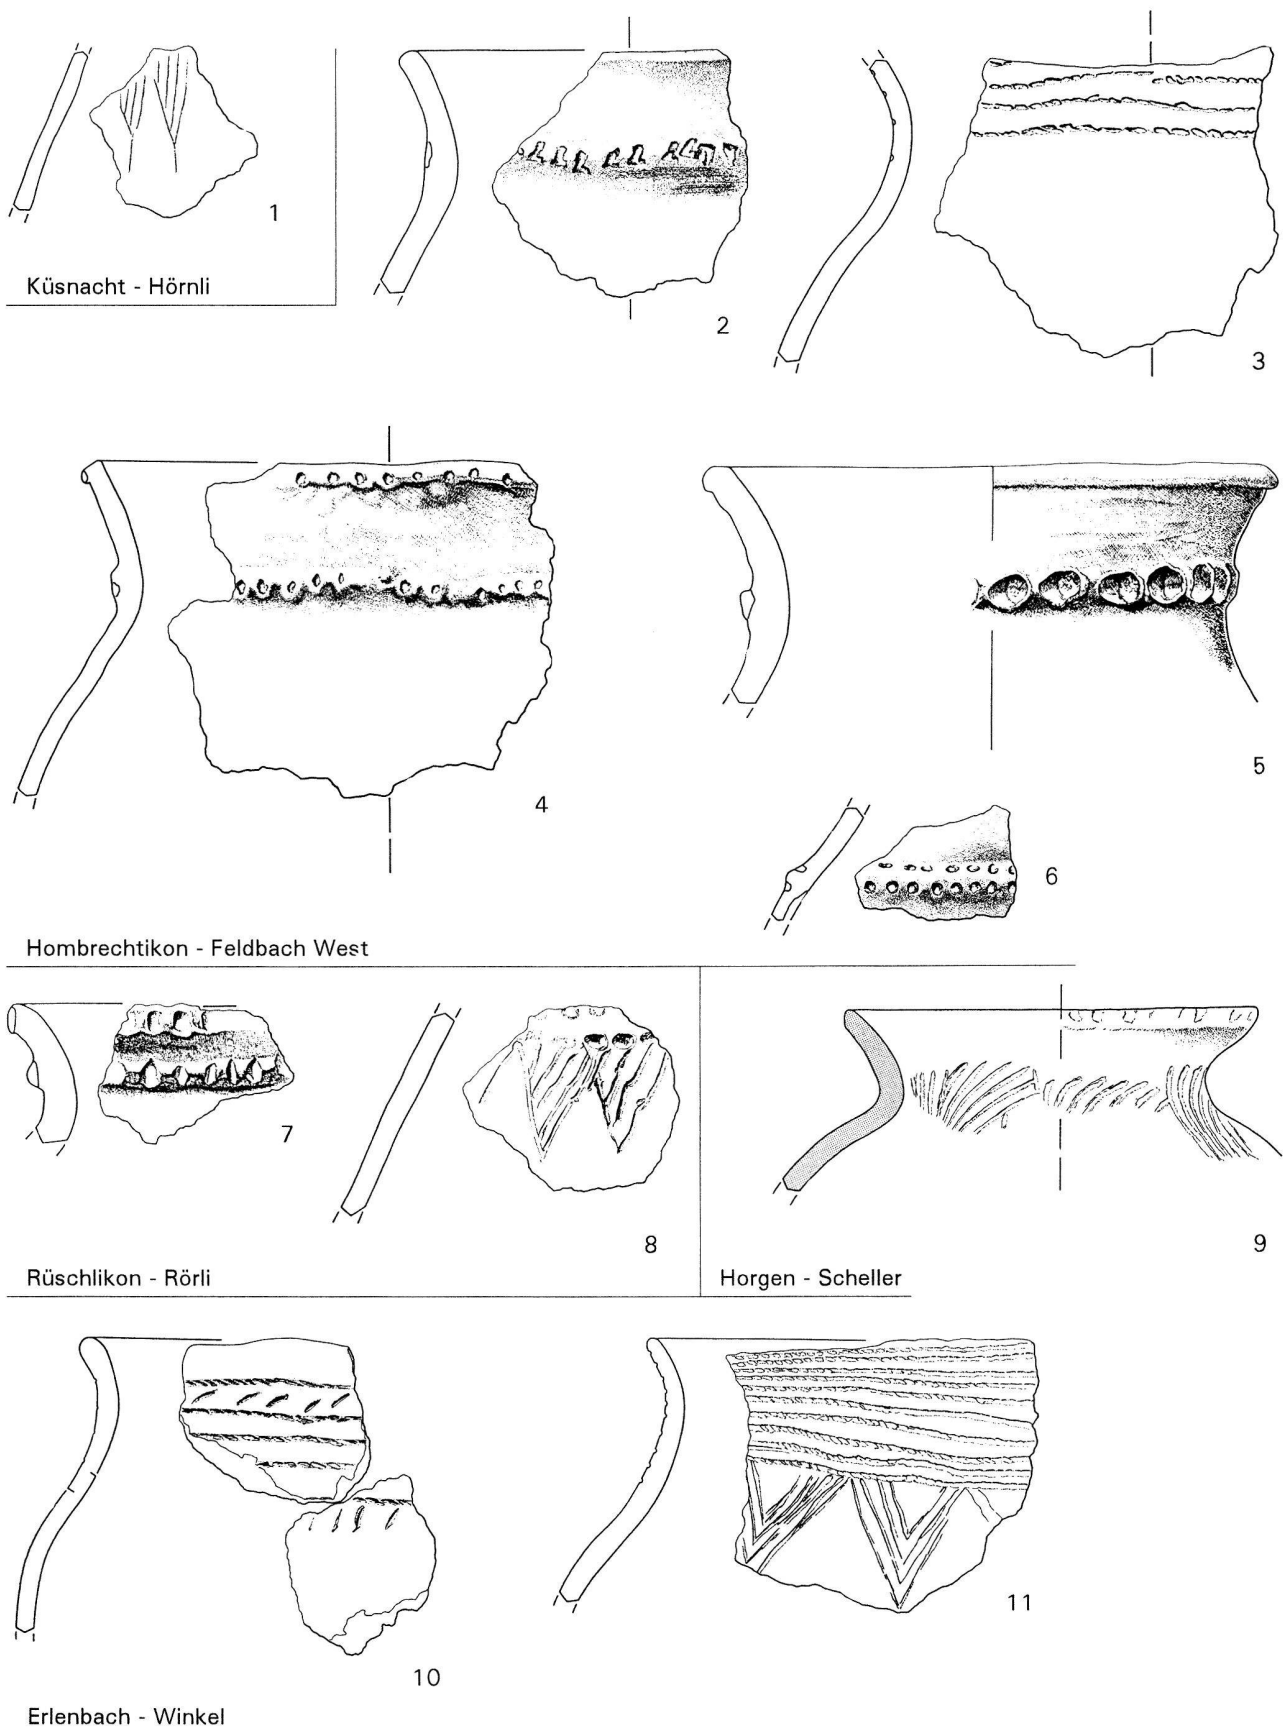 1
Küsnacht - Hörnli
2
3
4
5
6
Hombrechtikon - Feldbach West
7
8
Rüschlikon - Rörli
9
Horgen - Scheller
10
11
Erlenbach - Winkel